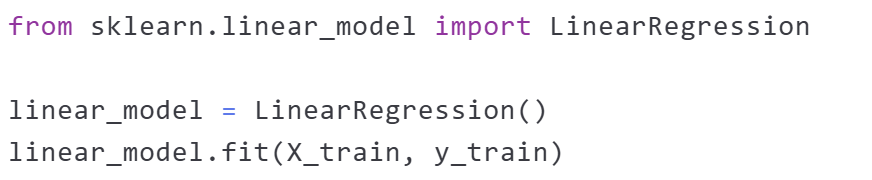 from sklearn.linear_model import LinearRegression
linear_model = LinearRegression()
linear_model.fit(X_train, y_train)